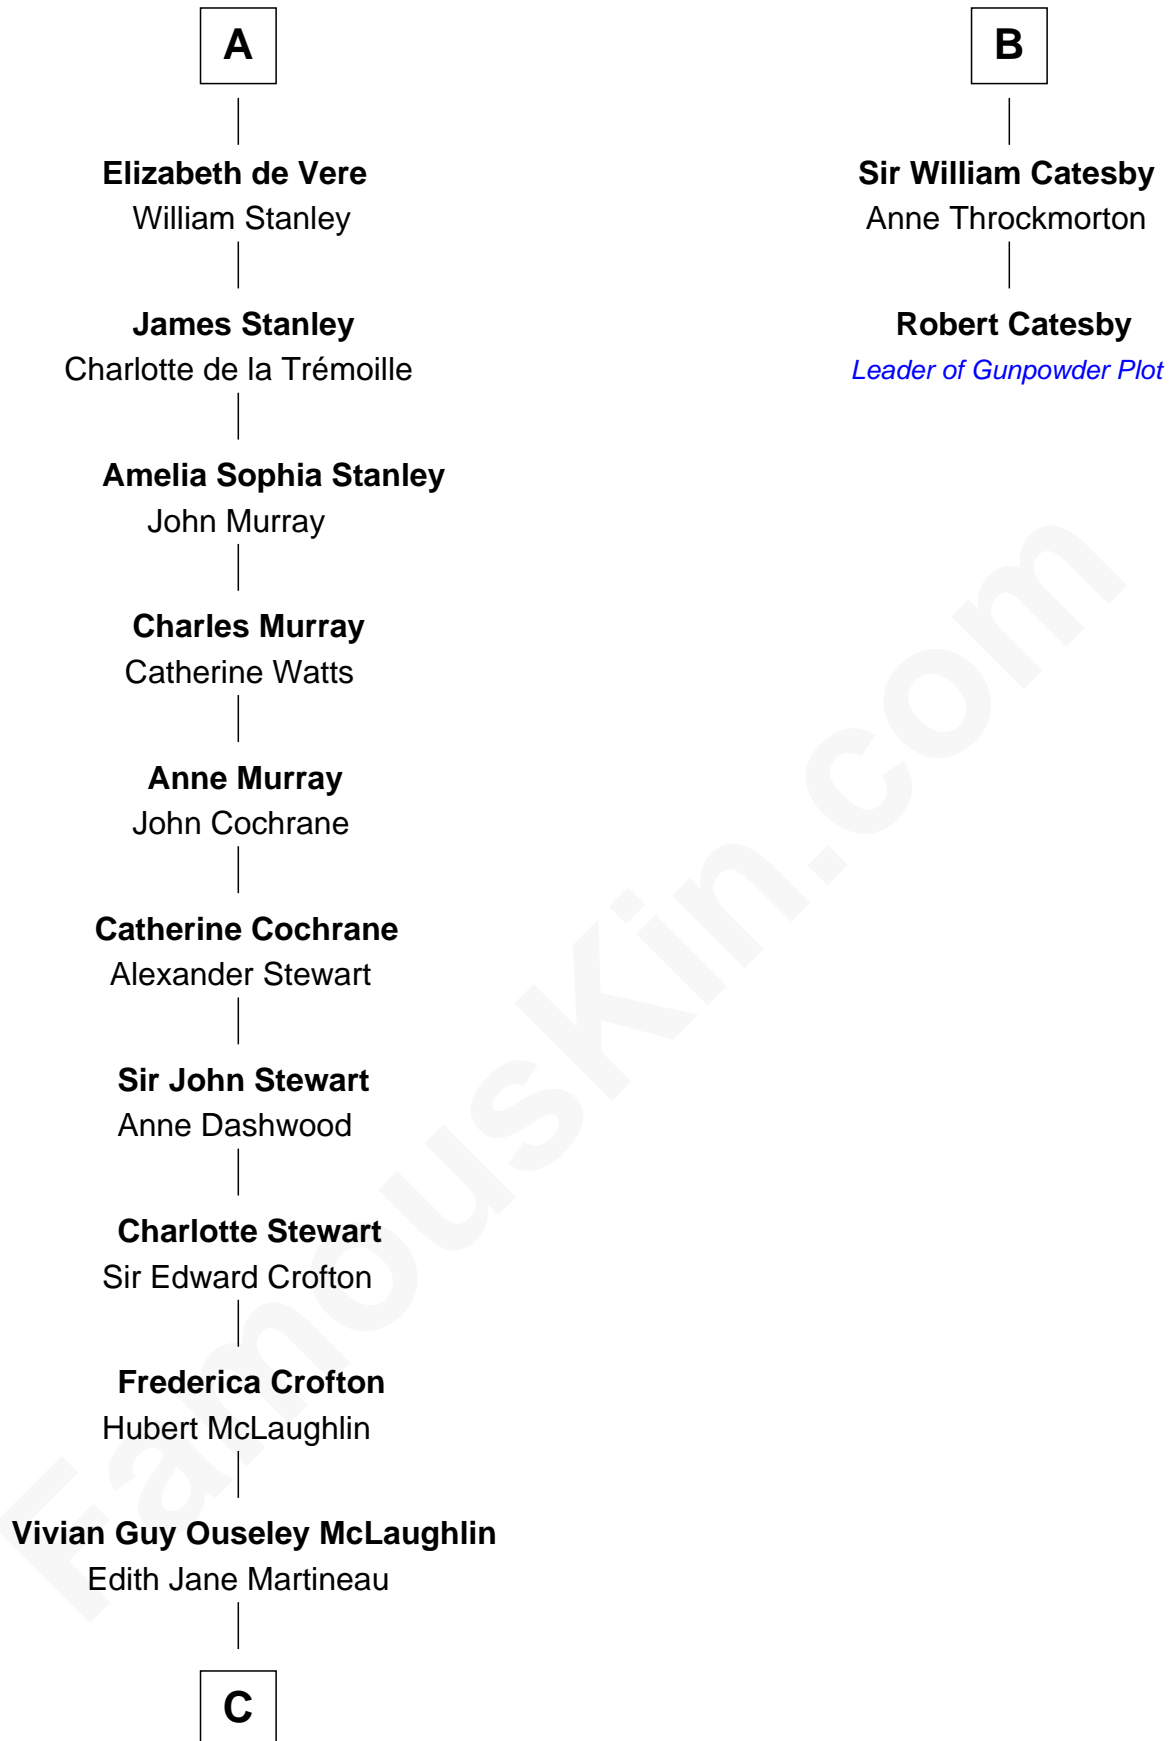 A
Elizabeth de Vere
William Stanley
James Stanley
Charlotte de la Trémoille
Amelia Sophia Stanley
John Murray
Charles Murray
Catherine Watts
Anne Murray
John Cochrane
Catherine Cochrane
Alexander Stewart
Sir John Stewart
Anne Dashwood
Charlotte Stewart
Sir Edward Crofton
Frederica Crofton
Hubert McLaughlin
Vivian Guy Ouseley McLaughlin
Edith Jane Martineau
C
B
Sir William Catesby
Anne Throckmorton
Robert Catesby
Leader of Gunpowder Plot
FamousKin.com